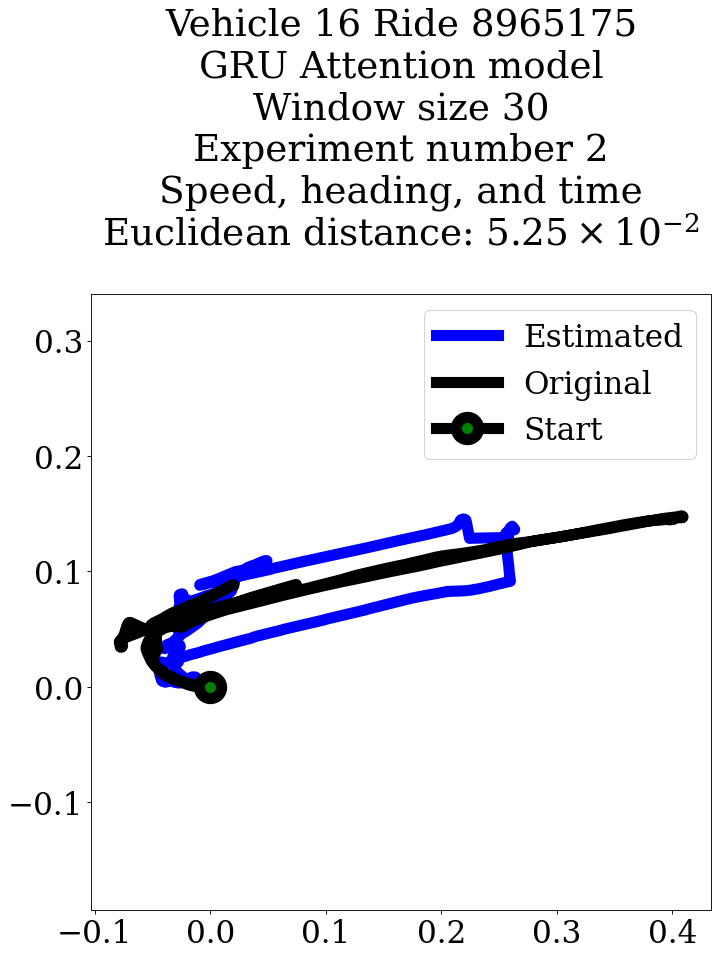 Vehicle 16 Ride 8965175
GRU Attention model
Window size 30
Experiment number 2
Speed, heading, and time
Euclidean distance: 5.25 × 10⁻²
Estimated
Original
Start
0.3
0.2
0.1
0.0
−0.1
−0.1 0.0 0.1 0.2 0.3 0.4